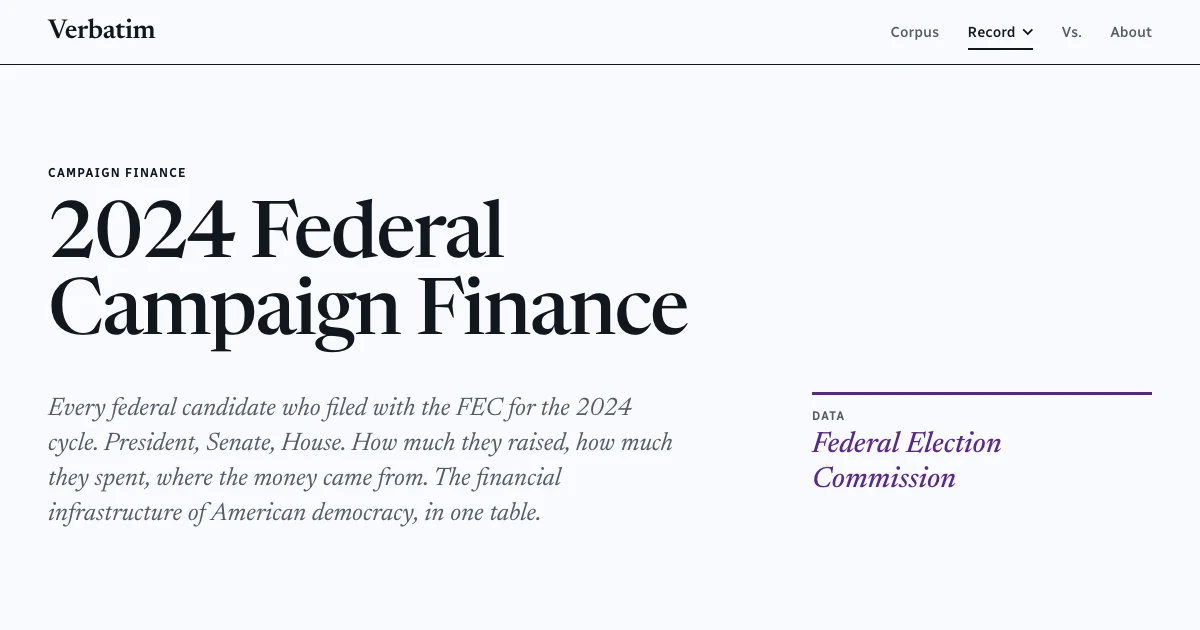 Verbatim
Corpus
Record
Vs.
About
CAMPAIGN FINANCE
2024 Federal
Campaign Finance
Every federal candidate who filed with the FEC for the 2024
cycle. President, Senate, House. How much they raised, how much
they spent, where the money came from. The financial
infrastructure of American democracy, in one table.
DATA
Federal Election
Commission